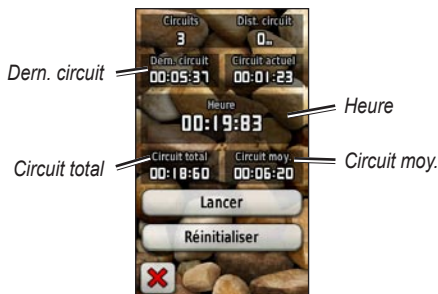 Circuits
Dist. circuit
3
0m
Dern. circuit
Circuit actuel
00:05:37
00:01:23
Dern. circuit
Heure
00:19:83
Heure
Circuit total
Circuit moy.
00:18:60
00:06:20
Circuit total
Circuit moy.
Lancer
Réinitialiser